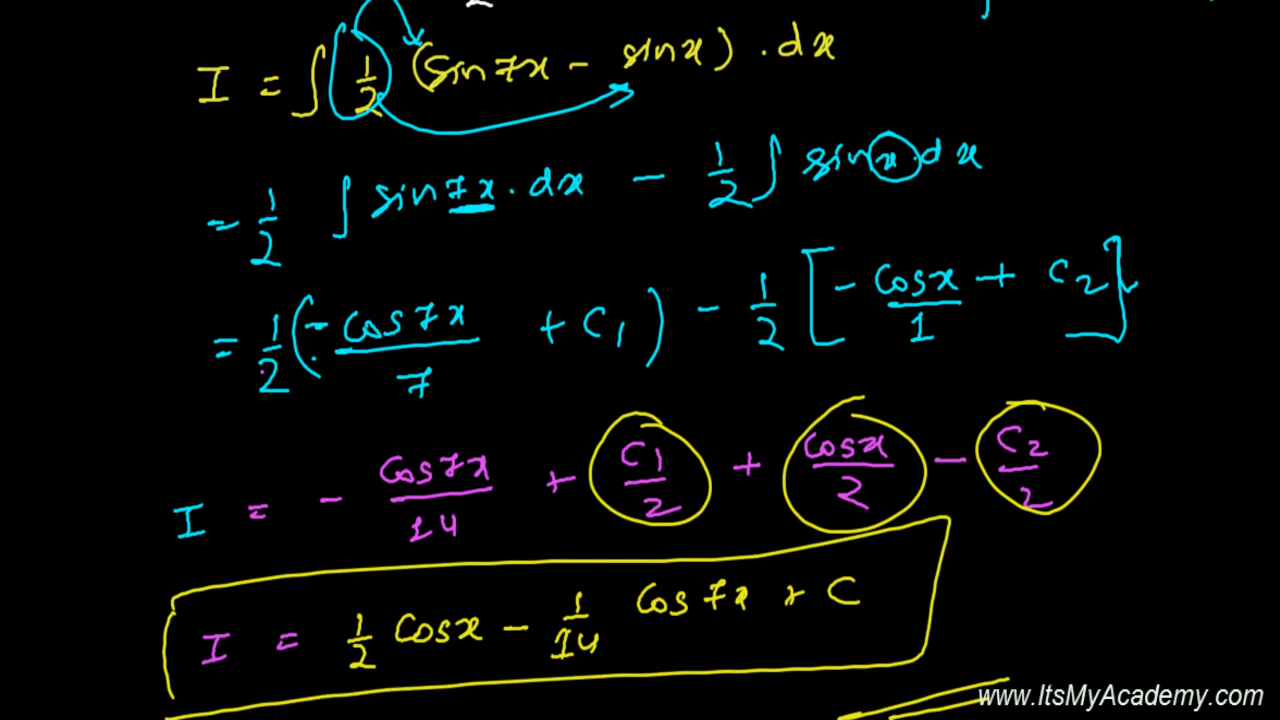 I = ∫ 1/2 (sin7x - sinx) . dx
= 1/2 ∫ sin7x . dx - 1/2 ∫ sinxdx
= 1/2 (- cos7x/7 + C1) - 1/2 [- cosx/1 + C2]
I = - cos7x/14 + C1/2 + cosx/2 - C2/2
I = 1/2 cosx - 1/14 cos7x + C
www.ItsMyAcademy.com